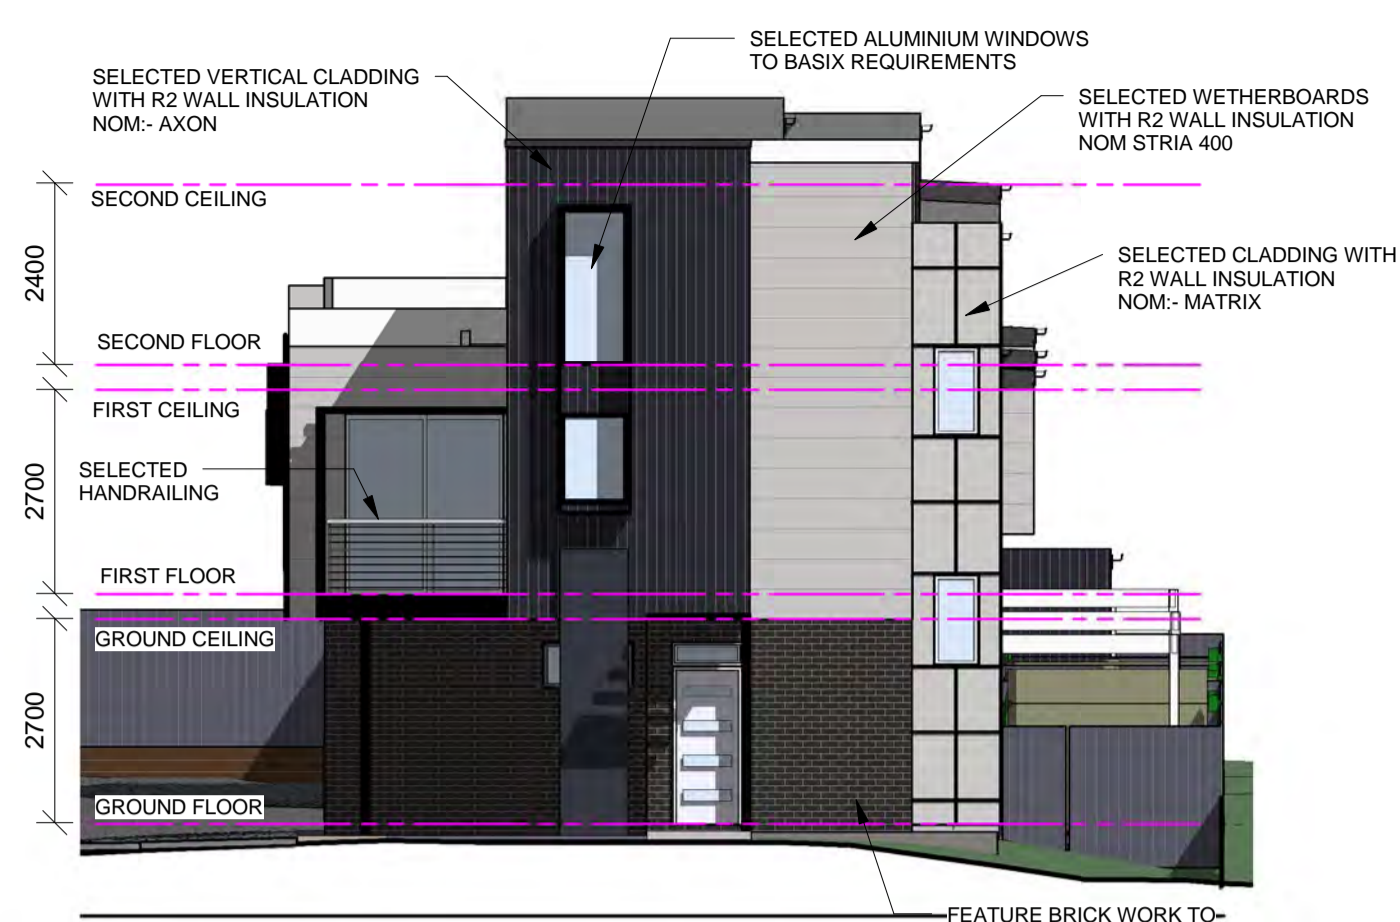 SELECTED ALUMINIUM WINDOWS
TO BASIX REQUIREMENTS
SELECTED VERTICAL CLADDING
WITH R2 WALL INSULATION
NOM:- AXON
SELECTED WETHERBOARDS
WITH R2 WALL INSULATION
NOM STRIA 400
SECOND CEILING
2400
SELECTED CLADDING WITH
R2 WALL INSULATION
NOM:- MATRIX
SECOND FLOOR
FIRST CEILING
2700
SELECTED
HANDRAILING
FIRST FLOOR
GROUND CEILING
2700
GROUND FLOOR
FEATURE BRICK WORK TO